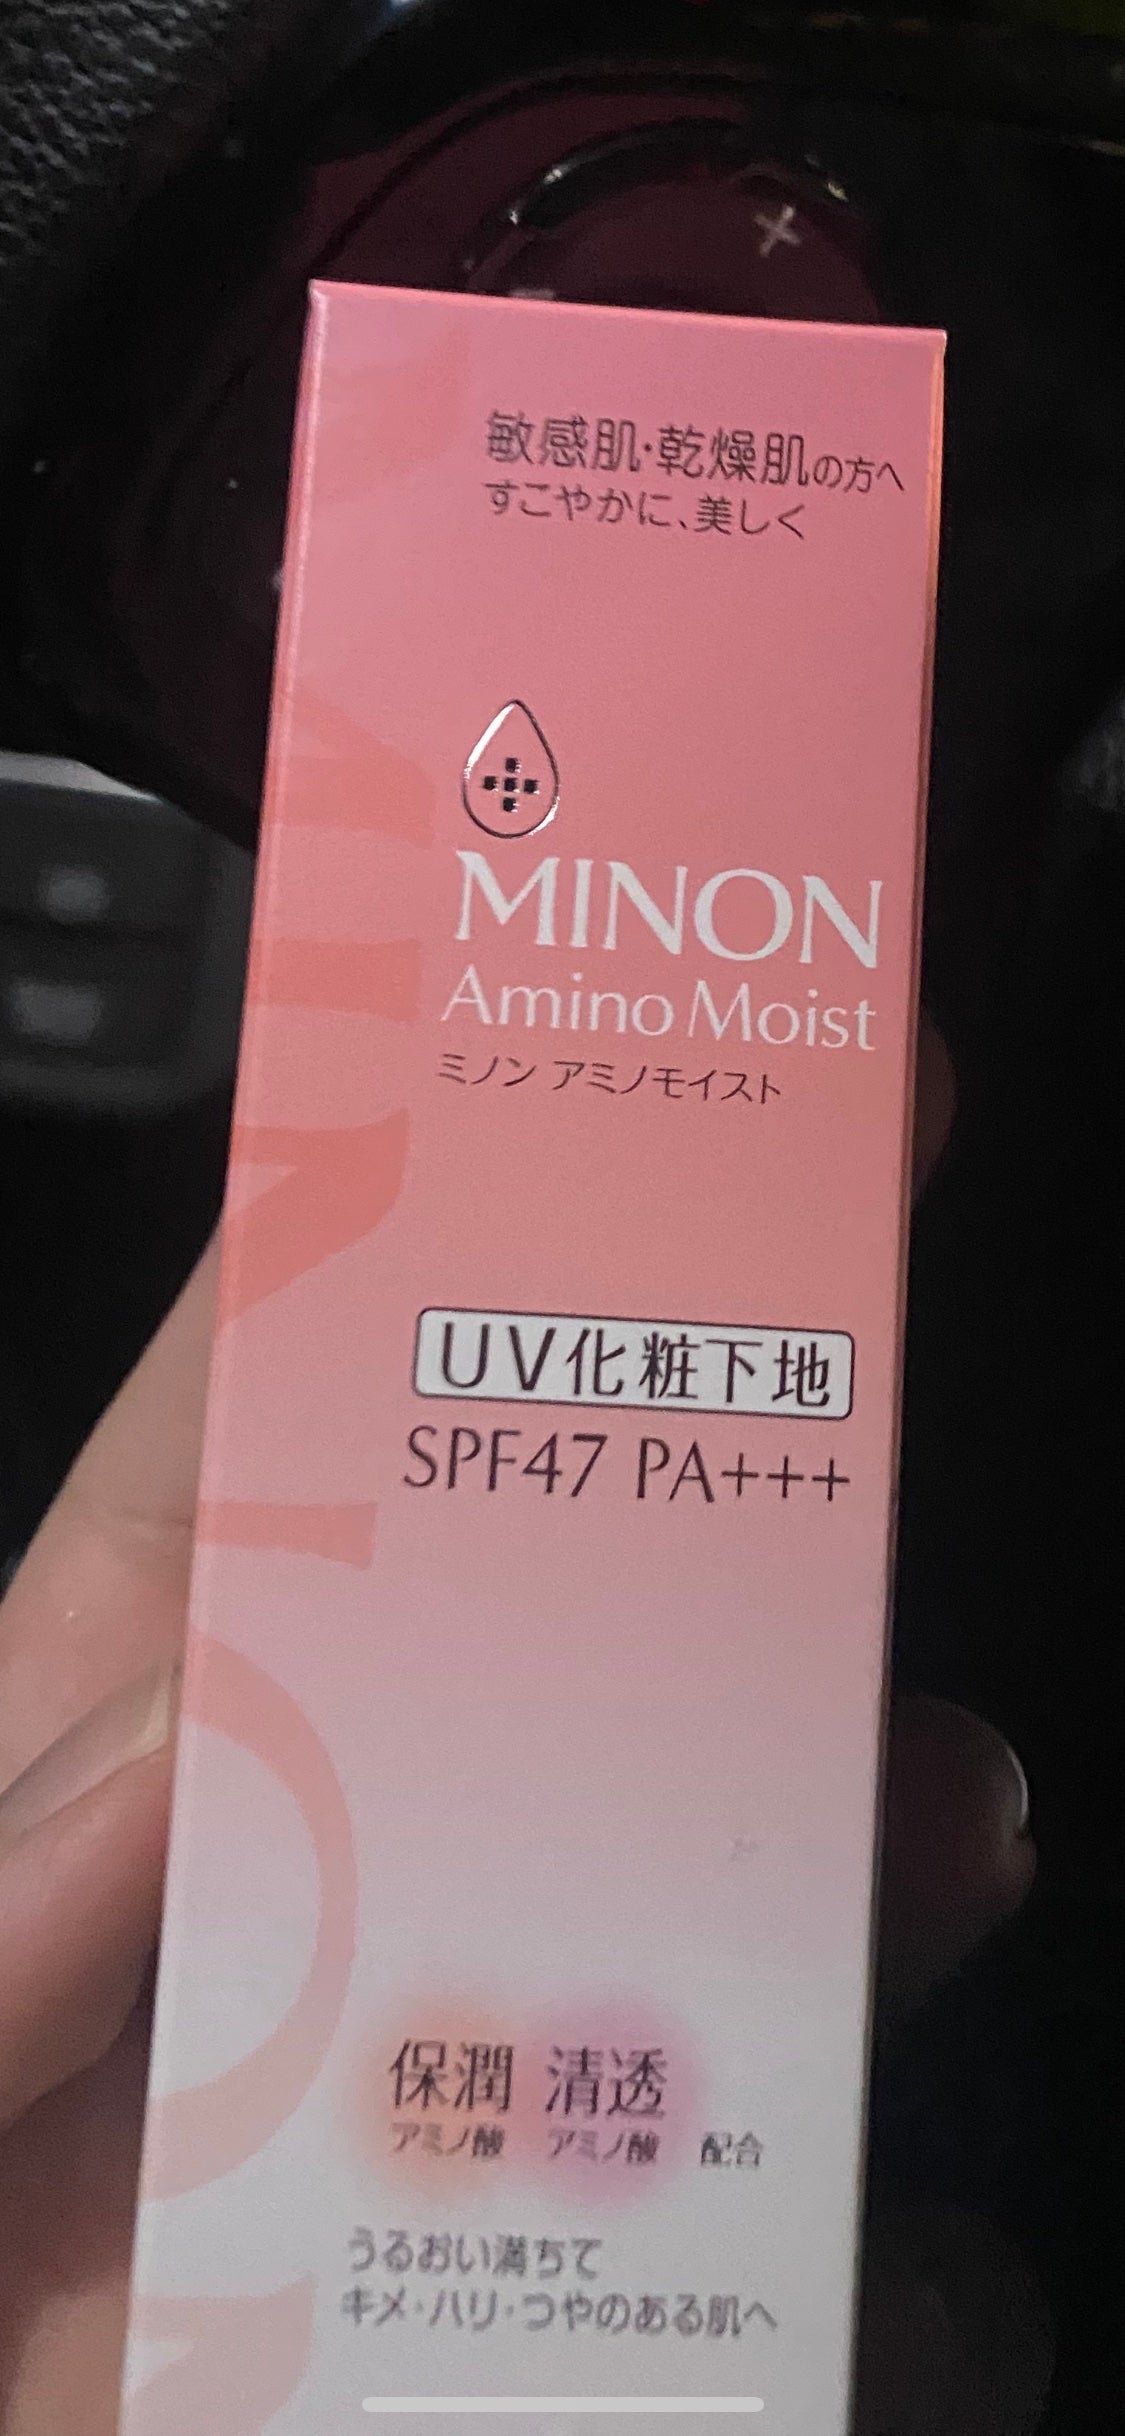 敏感肌・乾燥肌の方へ
すこやかに、美しく
MINON
Amino Moist
ミノン アミノモイスト
UV化粧下地
SPF47 PA+++
保潤 清透
アミノ酸 アミノ酸 配合
うるおい満ちて
キメ・ハリ・つやのある肌へ